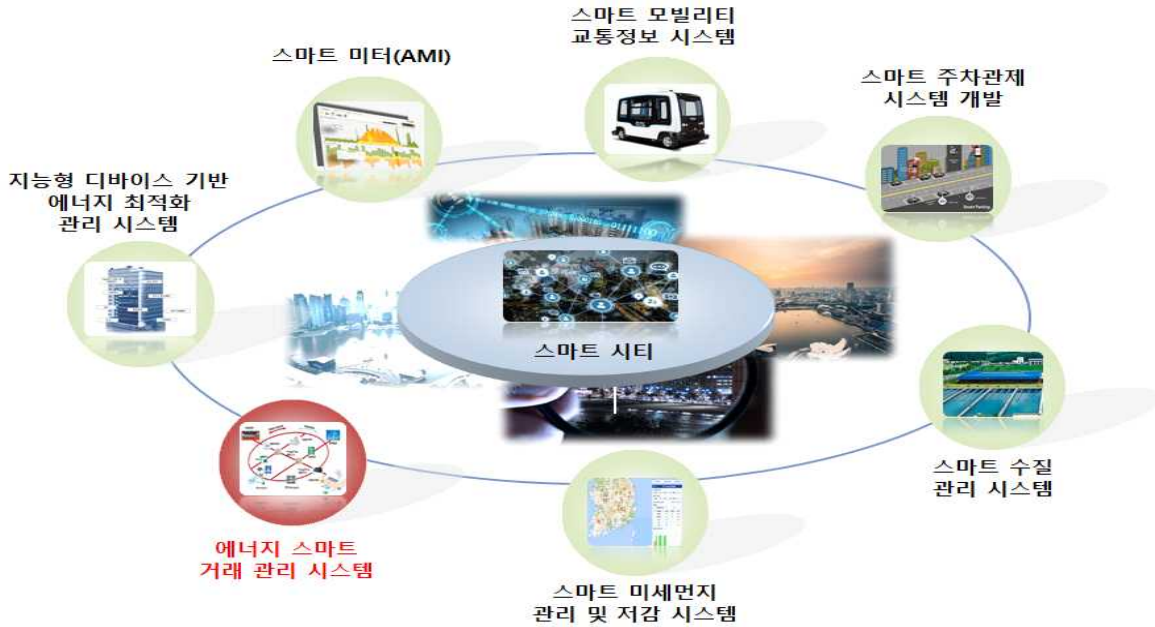 스마트 모빌리티
교통정보 시스템
스마트 미터(AMI)
스마트 주차관제
시스템 개발
지능형 디바이스 기반
에너지 최적화
관리 시스템
스마트 시티
스마트 수질
관리 시스템
에너지 스마트
거래 관리 시스템
스마트 미세먼지
관리 및 저감 시스템